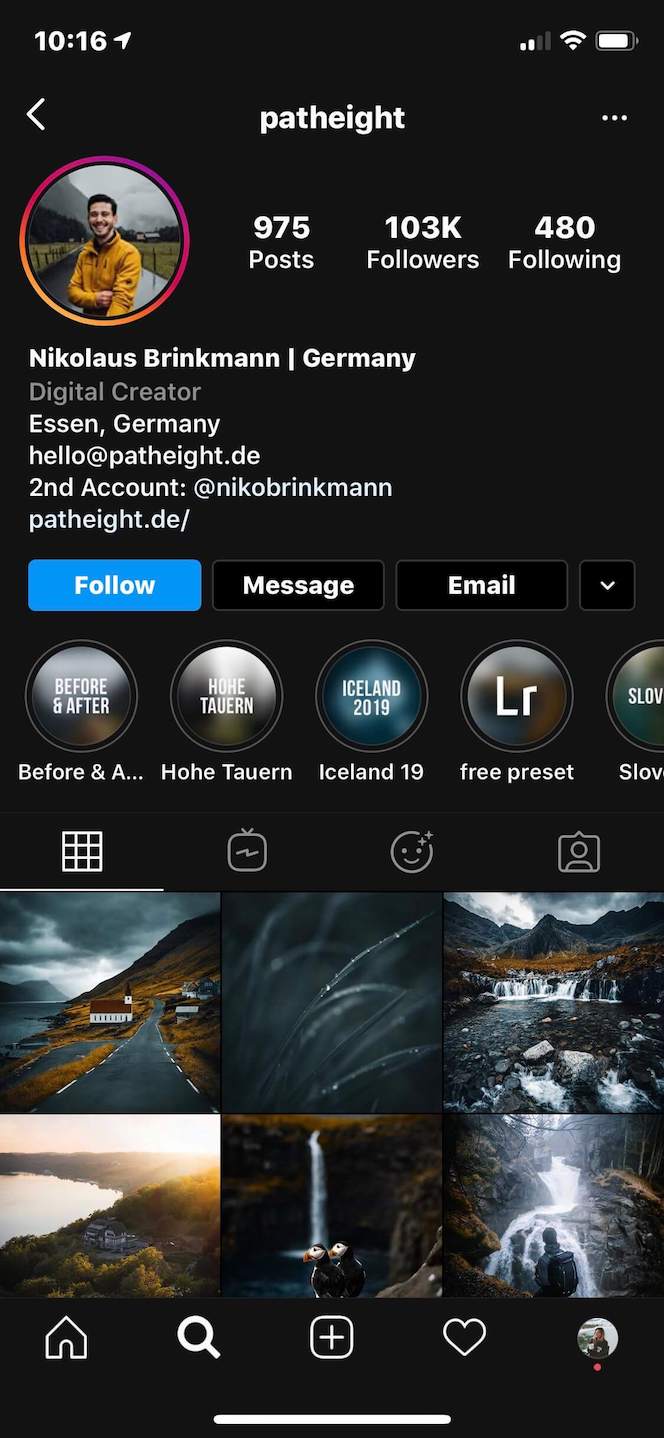 10:16
patheight
975
Posts
103K
Followers
480
Following
Nikolaus Brinkmann | Germany
Digital Creator
Essen, Germany
hello@patheight.de
2nd Account: @nikobrinkmann
patheight.de/
Follow
Message
Email
BEFORE
& AFTER
HOHE
TAUERN
ICELAND
2019
Lr
SLOV
Before & A...
Hohe Tauern
Iceland 19
free preset
Slov